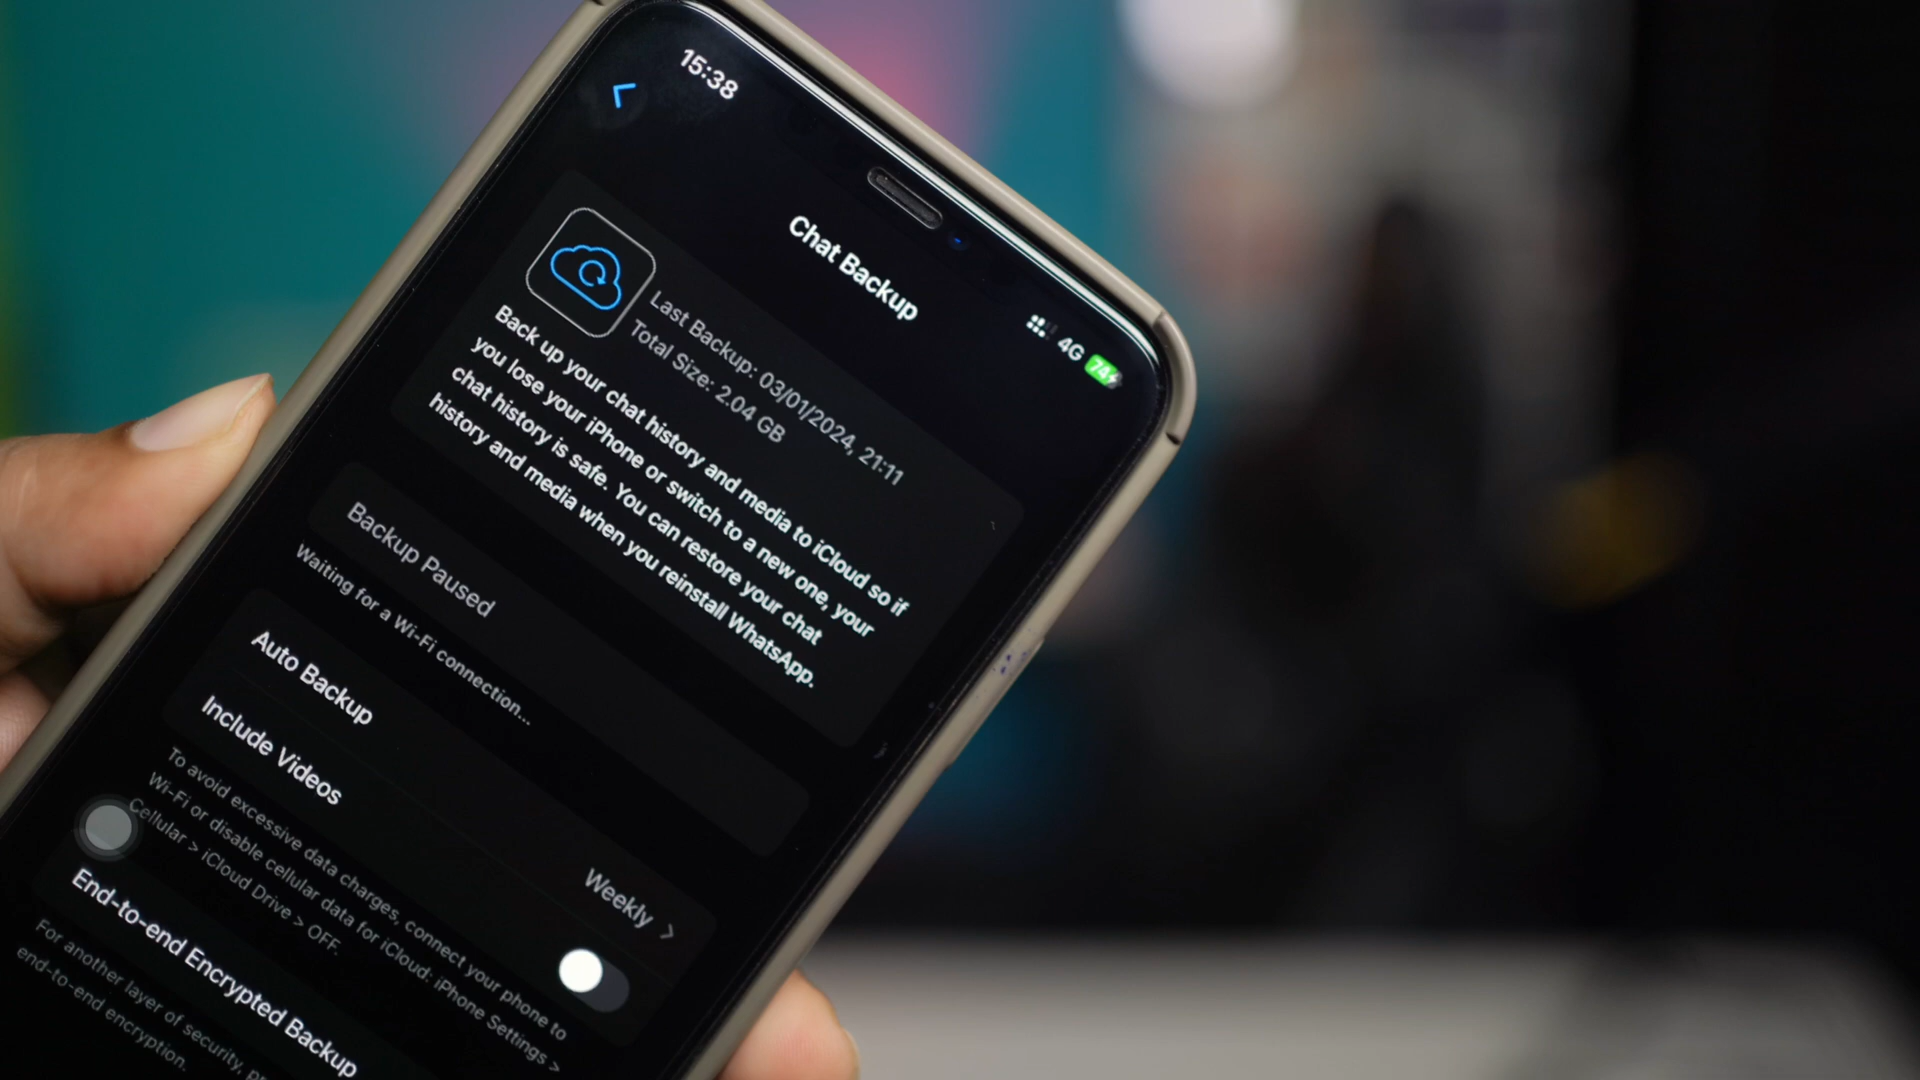 15:38
4G
74
Chat Backup
Last Backup: 03/01/2024, 21:11
Total Size: 2.04 GB
Back up your chat history and media to iCloud so if
you lose your iPhone or switch to a new one, your
chat history is safe. You can restore your chat
history and media when you reinstall WhatsApp.
Backup Paused
Waiting for a Wi-Fi connection...
Auto Backup
Weekly
Include Videos
To avoid excessive data charges, connect your phone to
Wi-Fi or disable cellular data for iCloud: iPhone Settings >
Cellular > iCloud Drive > OFF.
End-to-end Encrypted Backup
For another layer of security,
end-to-end encryption.